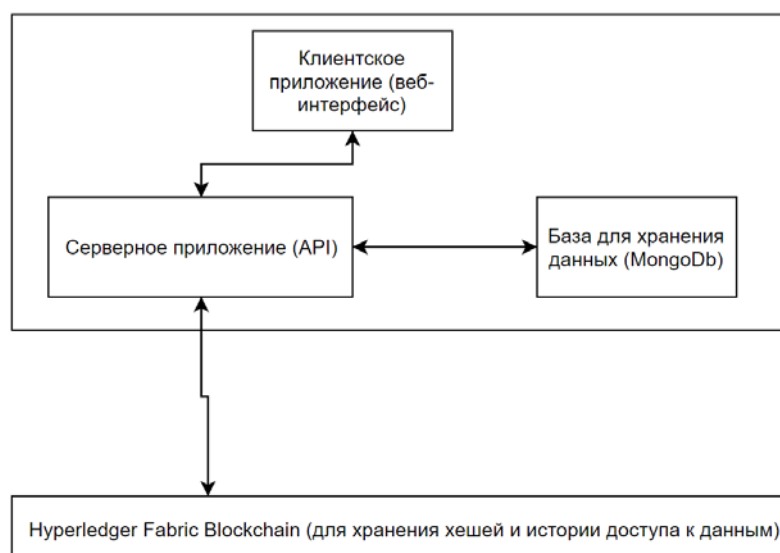 Клиентское
приложение (веб-
интерфейс)
Серверное приложение (API)
База для хранения
данных (MongoDb)
Hyperledger Fabric Blockchain (для хранения хешей и истории доступа к данным)